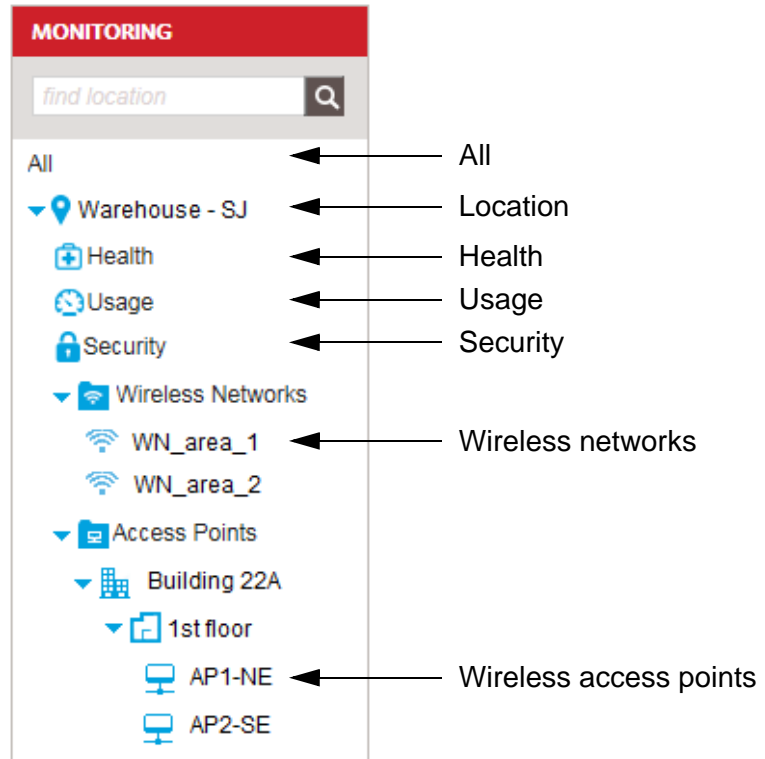 MONITORING
find location
All All
Warehouse - SJ Location
Health Health
Usage Usage
Security Security
Wireless Networks
WN_area_1 Wireless networks
WN_area_2
Access Points
Building 22A
1st floor
AP1-NE Wireless access points
AP2-SE